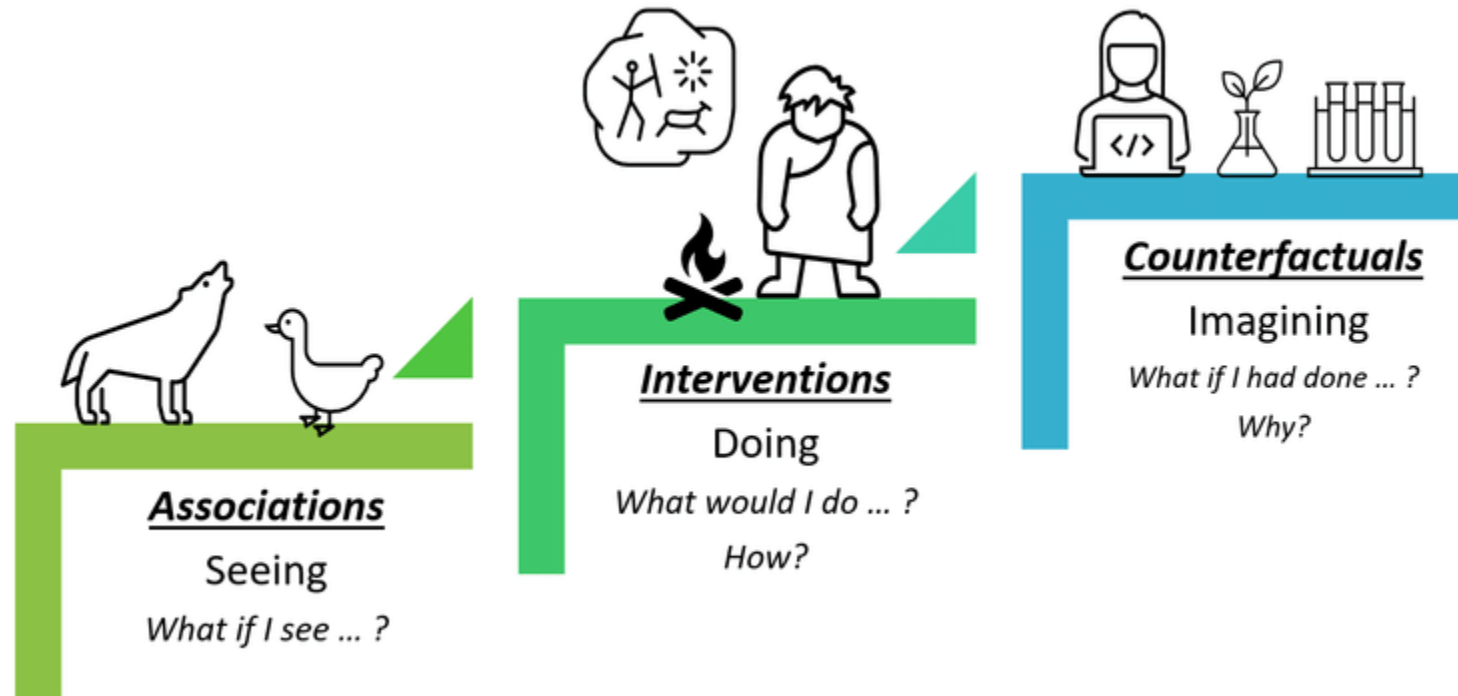 </>
Counterfactuals
Imagining
What if I had done ... ?
Why?
Interventions
Doing
What would I do ... ?
How?
Associations
Seeing
What if I see ... ?